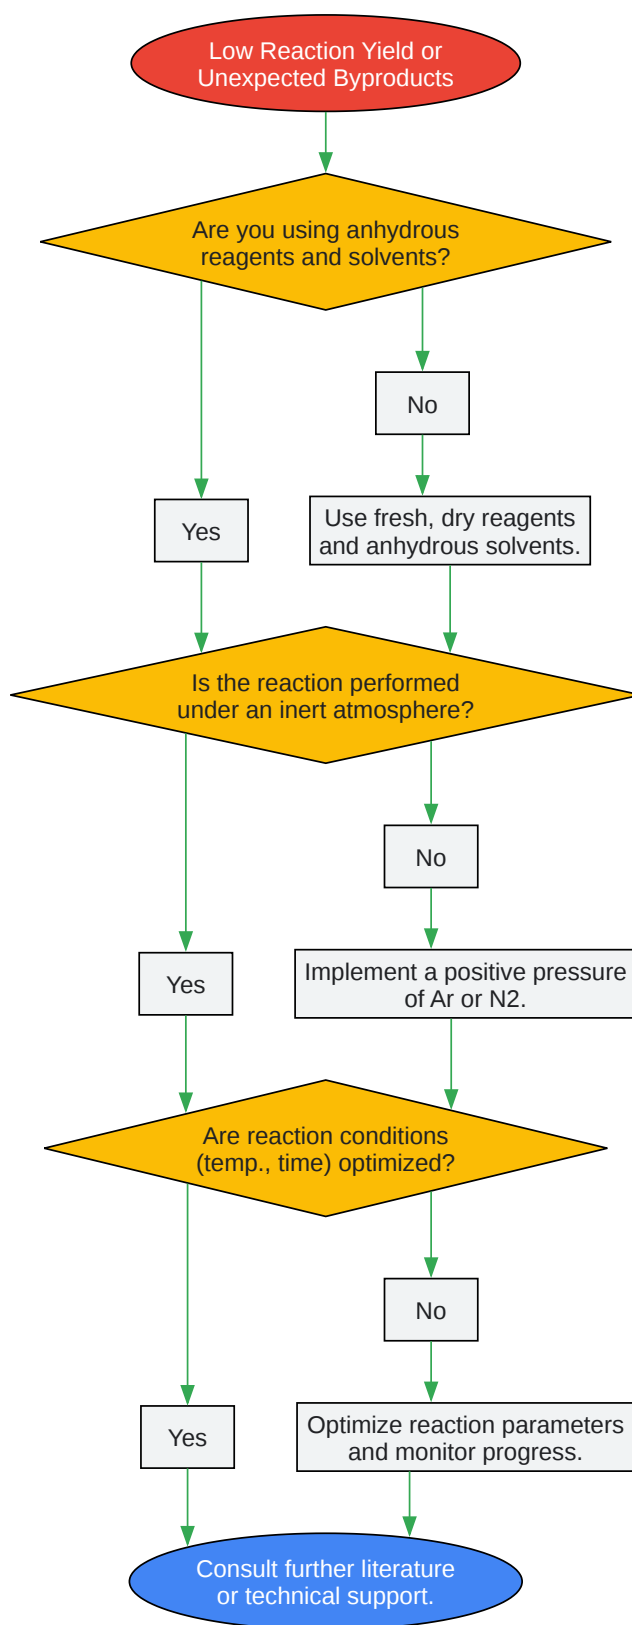 Low Reaction Yield or
Unexpected Byproducts
Are you using anhydrous
reagents and solvents?
No
Yes
Use fresh, dry reagents
and anhydrous solvents.
Is the reaction performed
under an inert atmosphere?
No
Yes
Implement a positive pressure
of Ar or N2.
Are reaction conditions
(temp., time) optimized?
No
Yes
Optimize reaction parameters
and monitor progress.
Consult further literature
or technical support.